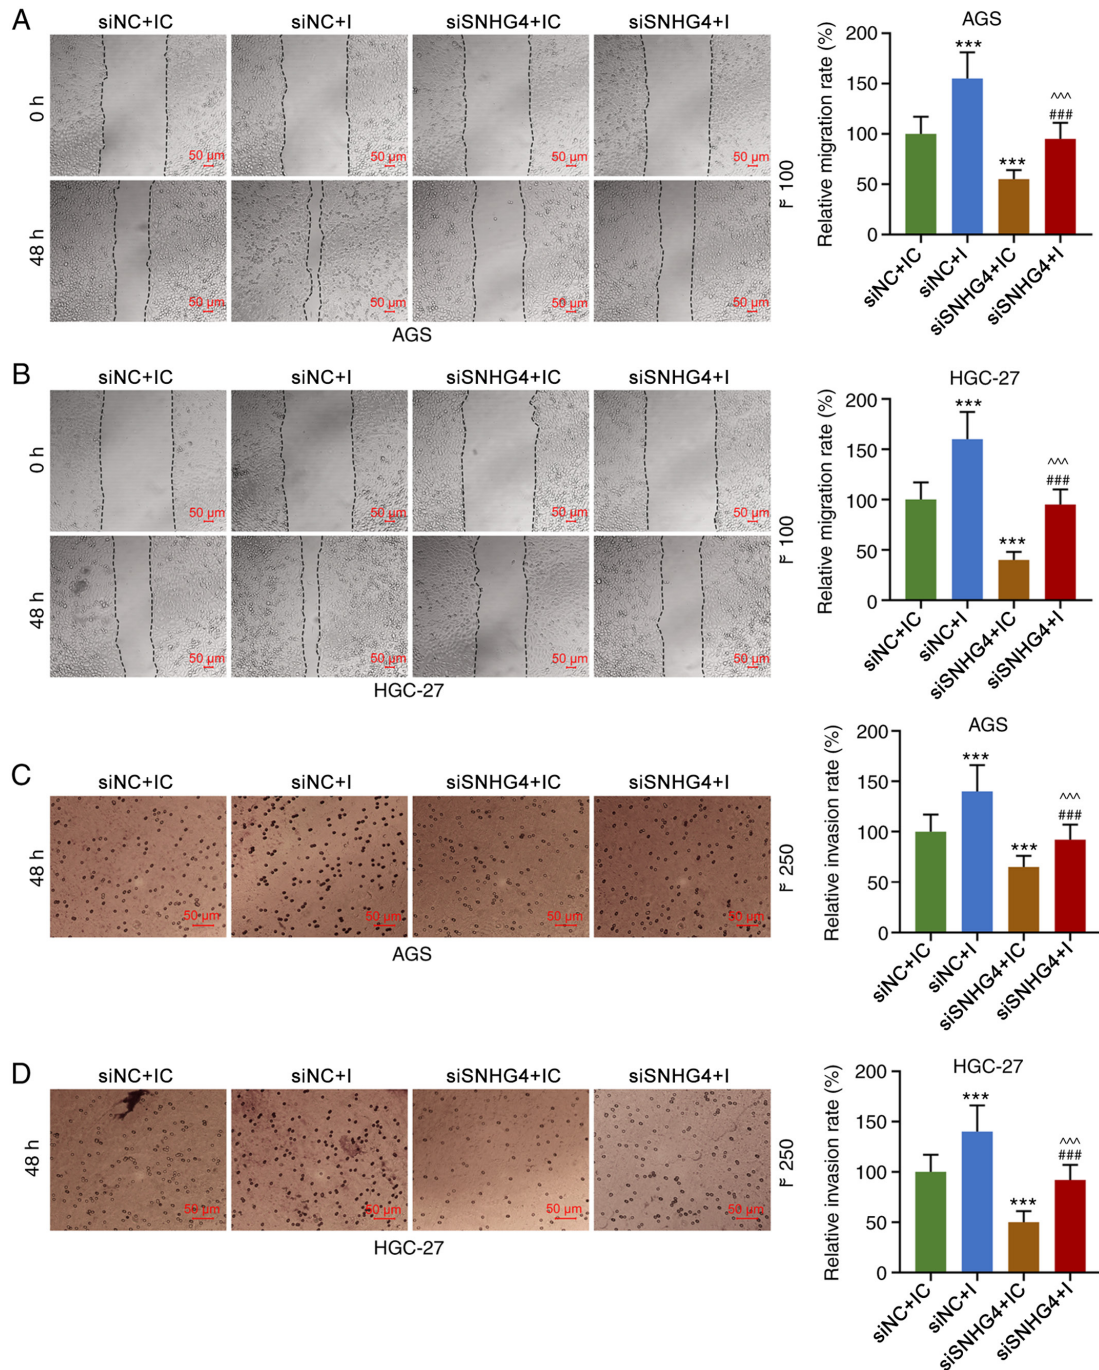 A
siNC+IC siNC+I siSNHG4+IC siSNHG4+I
0 h
50 µm 50 µm 50 µm 50 µm
48 h
50 µm 50 µm 50 µm 50 µm
100
AGS
AGS
Relative migration rate (%)
200
150
100
50
0
***
***
^^^
###
siNC+IC siNC+I siSNHG4+IC siSNHG4+I
B
siNC+IC siNC+I siSNHG4+IC siSNHG4+I
0 h
50 µm 50 µm 50 µm 50 µm
48 h
50 µm 50 µm 50 µm 50 µm
100
HGC-27
HGC-27
Relative migration rate (%)
200
150
100
50
0
***
***
^^^
###
siNC+IC siNC+I siSNHG4+IC siSNHG4+I
C
siNC+IC siNC+I siSNHG4+IC siSNHG4+I
48 h
50 µm 50 µm 50 µm 50 µm
250
AGS
AGS
Relative invasion rate (%)
200
150
100
50
0
***
***
^^^
###
siNC+IC siNC+I siSNHG4+IC siSNHG4+I
D
siNC+IC siNC+I siSNHG4+IC siSNHG4+I
48 h
50 µm 50 µm 50 µm 50 µm
250
HGC-27
HGC-27
Relative invasion rate (%)
200
150
100
50
0
***
***
^^^
###
siNC+IC siNC+I siSNHG4+IC siSNHG4+I